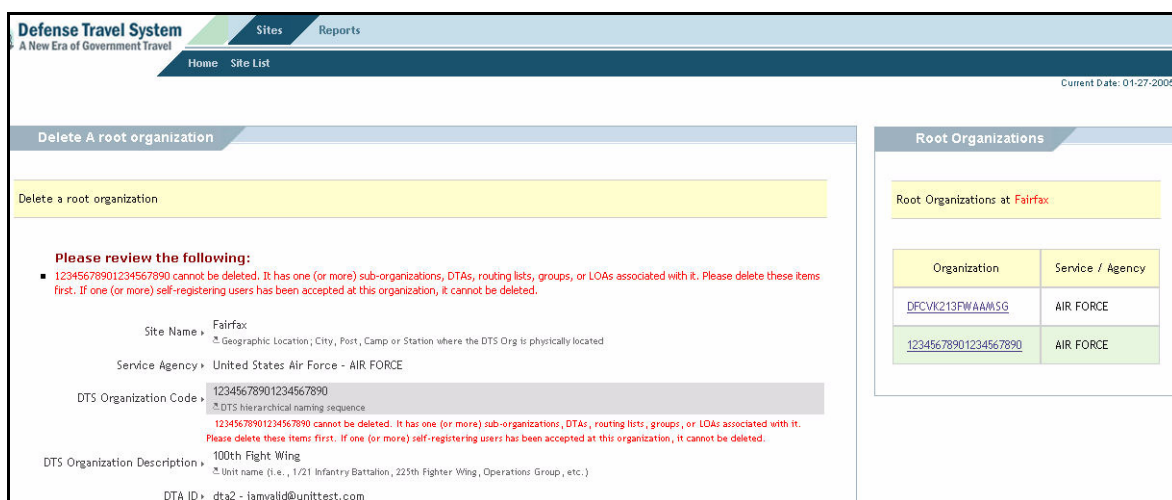 Defense Travel System
A New Era of Government Travel
Sites Reports
Home Site List
Current Date: 01-27-2005
Delete A root organization
Delete a root organization
Please review the following:
12345678901234567890 cannot be deleted. It has one (or more) sub-organizations, DTAs, routing lists, groups, or LOAs associated with it. Please delete these items
first. If one (or more) self-registering users has been accepted at this organization, it cannot be deleted.
Site Name Fairfax
Geographic Location; City, Post, Camp or Station where the DTS Org is physically located
Service Agency United States Air Force - AIR FORCE
DTS Organization Code 12345678901234567890
DTS hierarchical naming sequence
12345678901234567890 cannot be deleted. It has one (or more) sub-organizations, DTAs, routing lists, groups, or LOAs associated with it.
Please delete these items first. If one (or more) self-registering users has been accepted at this organization, it cannot be deleted.
DTS Organization Description 100th Fight Wing
Unit name (i.e., 1/21 Infantry Battalion, 225th Fighter Wing, Operations Group, etc.)
DTA ID dta2 - iamvalid@unittest.com
Root Organizations
Root Organizations at Fairfax
Organization Service / Agency
DFCVK213FWAAMSG AIR FORCE
12345678901234567890 AIR FORCE